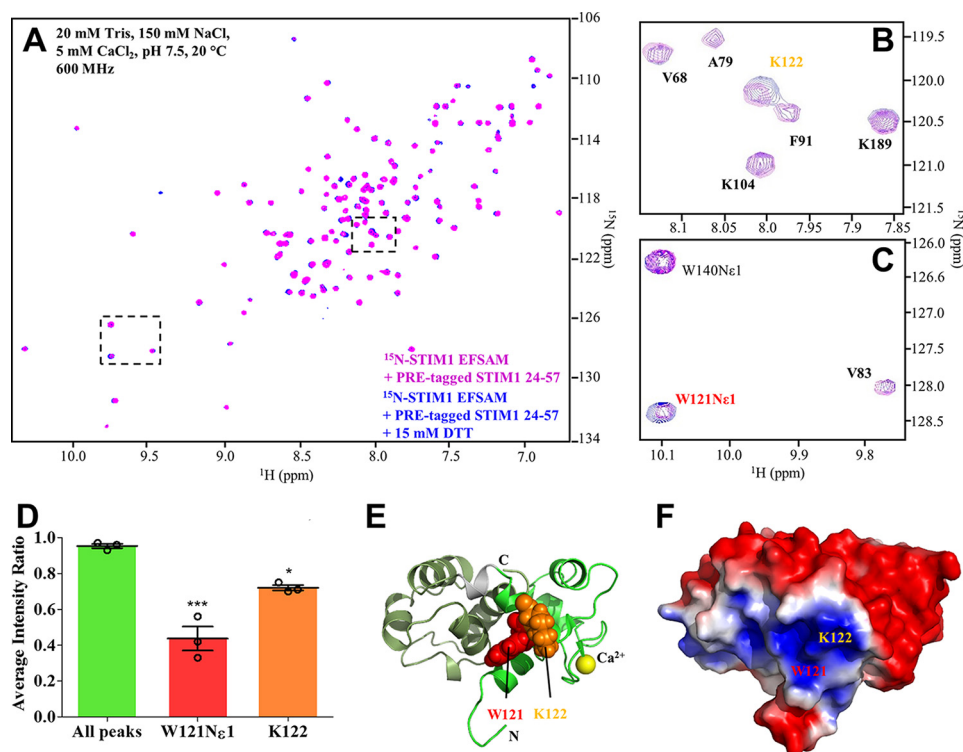 A
20 mM Tris, 150 mM NaCl,
5 mM CaCl₂, pH 7.5, 20 °C
600 MHz
¹⁵N-STIM1 EFSAM
+ PRE-tagged STIM1 24-57
¹⁵N-STIM1 EFSAM
+ PRE-tagged STIM1 24-57
+ 15 mM DTT
106
110
114
118
122
126
130
134
¹⁵N (ppm)
10.0 9.5 9.0 8.5 8.0 7.5 7.0
¹H (ppm)
B
V68
A79
K122
F91
K104
K189
119.5
120.0
120.5
121.0
121.5
¹⁵N (ppm)
8.1 8.05 8.0 7.95 7.9 7.85
C
W140Nε1
V83
W121Nε1
126.0
126.6
127.5
128.0
128.5
10.1 10.0 9.9 9.8
¹H (ppm)
D
Average Intensity Ratio
1.0
0.8
0.6
0.4
0.2
0.0
***
*
All peaks W121Nε1 K122
E
C
Ca²⁺
W121 K122
N
F
K122
W121